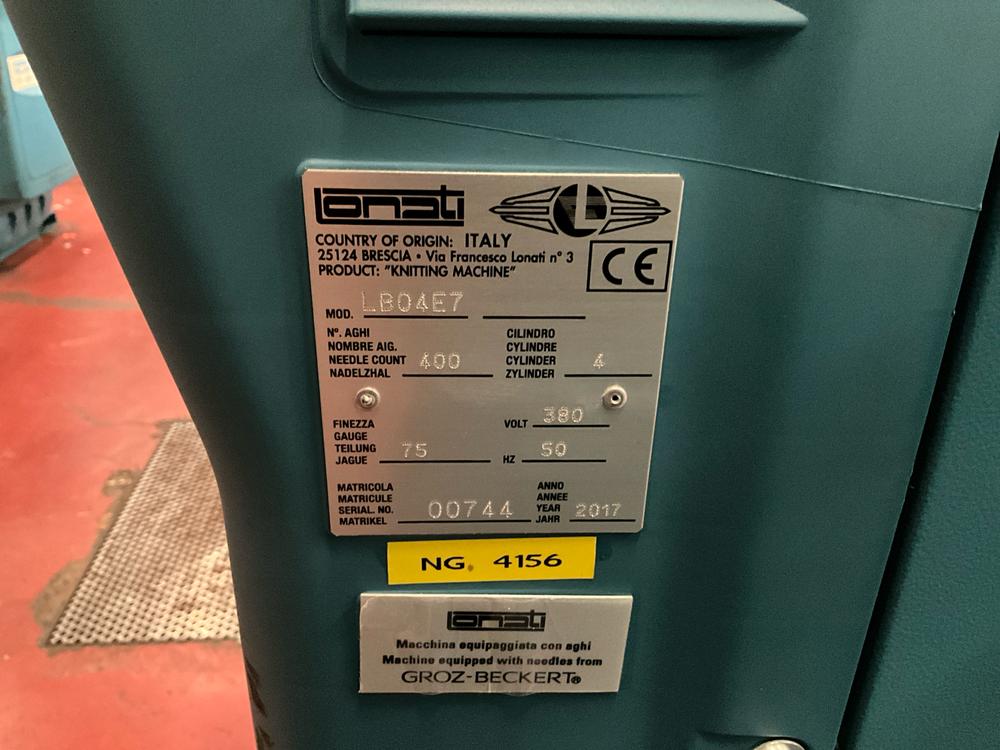 Lonati
L
COUNTRY OF ORIGIN: ITALY
25124 BRESCIA • Via Francesco Lonati n° 3
PRODUCT: "KNITTING MACHINE"
CE
MOD. LB04E7
N°. AGHI
NOMBRE AIG.
NEEDLE COUNT 400
NADELZHAL
CILINDRO
CYLINDRE
CYLINDER 4
ZYLINDER
FINEZZA
GAUGE
TEILUNG 75
JAGUE
VOLT 380
HZ 50
MATRICOLA
MATRICULE
SERIAL. NO. 00744
MATRIKEL
ANNO
ANNEE
YEAR 2017
JAHR
NG. 4156
Lonati
Macchina equipaggiata con aghi
Machine equipped with needles from
GROZ-BECKERT®